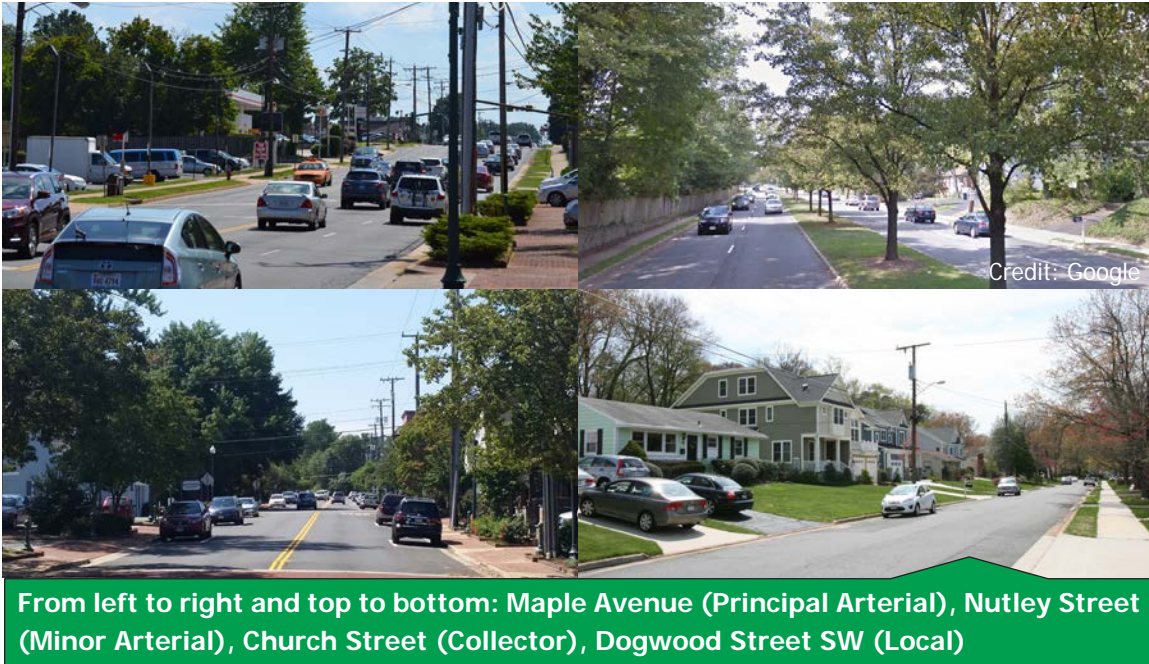 Credit: Google
From left to right and top to bottom: Maple Avenue (Principal Arterial), Nutley Street
(Minor Arterial), Church Street (Collector), Dogwood Street SW (Local)